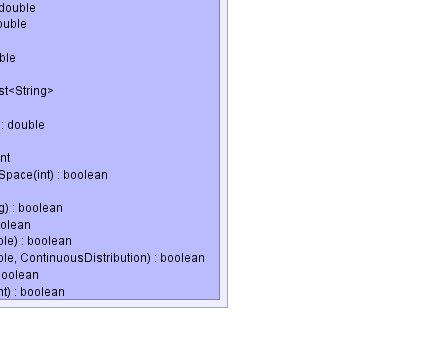 double
ouble
ble
st<String>
: double
nt
Space(int) : boolean
g) : boolean
olean
ole) : boolean
ole, ContinuousDistribution) : boolean
boolean
nt) : boolean